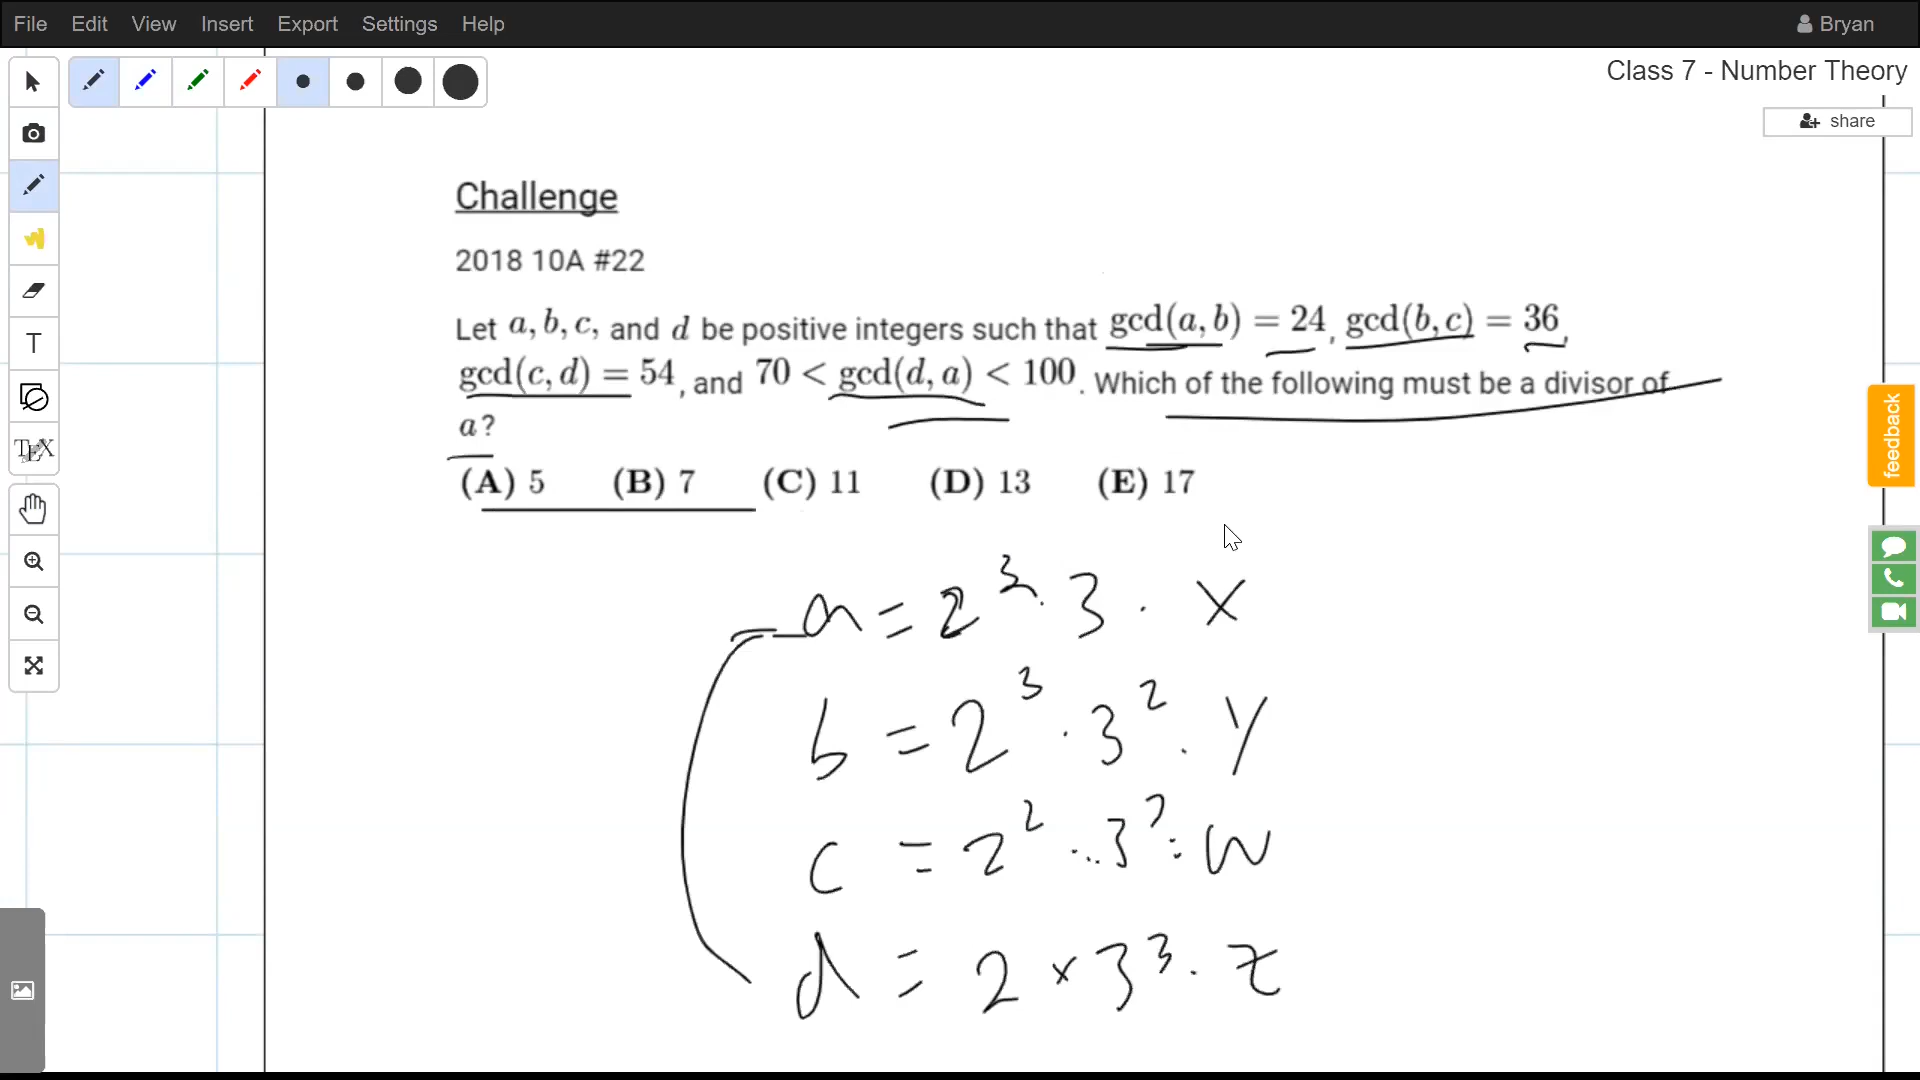 File Edit View Insert Export Settings Help Bryan
Class 7 - Number Theory
share
Challenge
2018 10A #22
Let a, b, c, and d be positive integers such that gcd(a, b) = 24, gcd(b, c) = 36,
gcd(c, d) = 54, and 70 < gcd(d, a) < 100. Which of the following must be a divisor of
a?
(A) 5 (B) 7 (C) 11 (D) 13 (E) 17
a = 2^3 · 3 · x
b = 2^3 · 3^2 · y
c = 2^2 · 3^3 · w
d = 2 × 3^3 · z
T
TEX
feedback